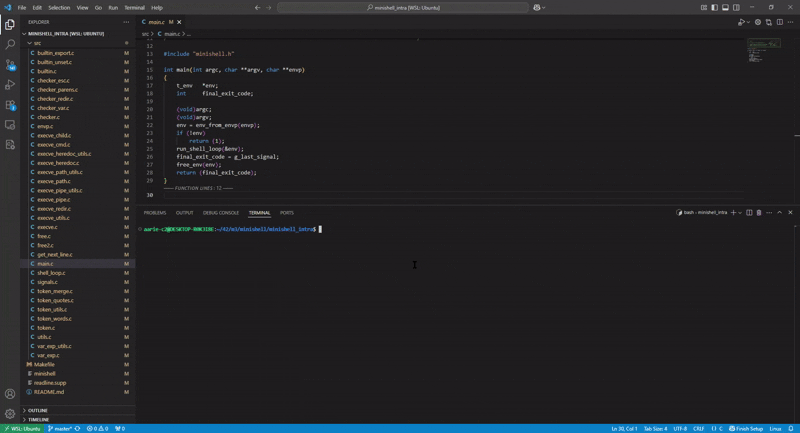 File Edit Selection View Go Run Terminal Help
minishell_intra [WSL: Ubuntu]
EXPLORER
MINISHELL_INTRA [WSL: UBUNTU]
src
builtin_export.c M
builtin_unset.c M
builtin.c M
checker_esc.c M
checker_parens.c M
checker_redir.c M
checker_var.c M
checker.c M
envp.c M
execve_child.c M
execve_cmd.c M
execve_heredoc_utils.c M
execve_heredoc.c M
execve_path_utils.c M
execve_path.c M
execve_pipe_utils.c M
execve_pipe.c M
execve_redir.c M
execve_utils.c M
execve.c M
free.c M
free2.c M
get_next_line.c M
main.c M
shell_loop.c M
signals.c M
token_merge.c M
token_quotes.c M
token_utils.c M
token_words.c M
token.c M
utils.c M
var_exp_utils.c M
var_exp.c M
Makefile M
minishell M
readline.supp M
README.md M
OUTLINE
TIMELINE
main.c M
src > main.c > ...
12
13 #include "minishell.h"
14
15 int main(int argc, char **argv, char **envp)
16 {
17 t_env *env;
18 int final_exit_code;
19
20 (void)argc;
21 (void)argv;
22 env = env_from_envp(envp);
23 if (!env)
24 return (1);
25 run_shell_loop(&env);
26 final_exit_code = g_last_signal;
27 free_env(env);
28 return (final_exit_code);
29 }
FUNCTION LINES: 12
30
PROBLEMS OUTPUT DEBUG CONSOLE TERMINAL PORTS
bash - minishell_intra
:~/42/m3/minishell/minishell_intra$
WSL: Ubuntu master* 0 0 0 Ln 30, Col 1 Tab Size: 4 UTF-8 CRLF {} C Finish Setup Linux